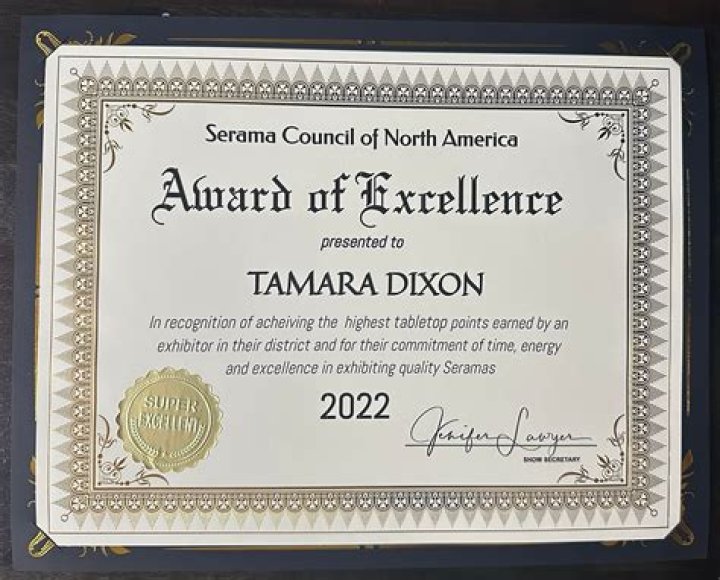 Serama Council of North America
Award of Excellence
presented to
TAMARA DIXON
In recognition of acheiving the highest tabletop points earned by an
exhibitor in their district and for their commitment of time, energy
and excellence in exhibiting quality Seramas
SUPER
EXCELLENT
2022
Jenifer Lawyer
SHOW SECRETARY